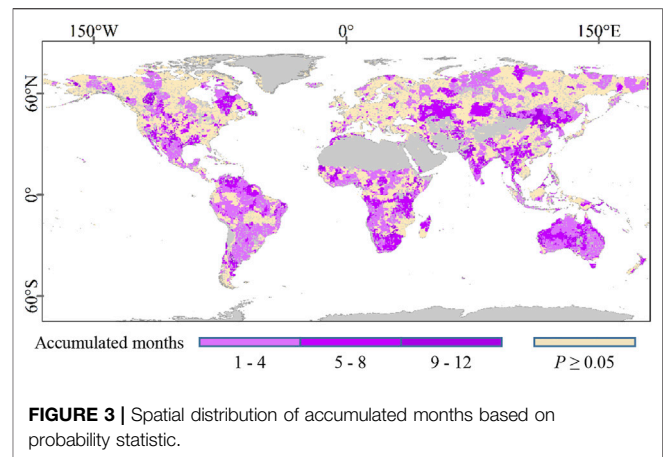 150°W 0° 150°E
60°N
0°
60°S
Accumulated months
1 - 4 5 - 8 9 - 12 P ≥ 0.05
FIGURE 3 | Spatial distribution of accumulated months based on
probability statistic.